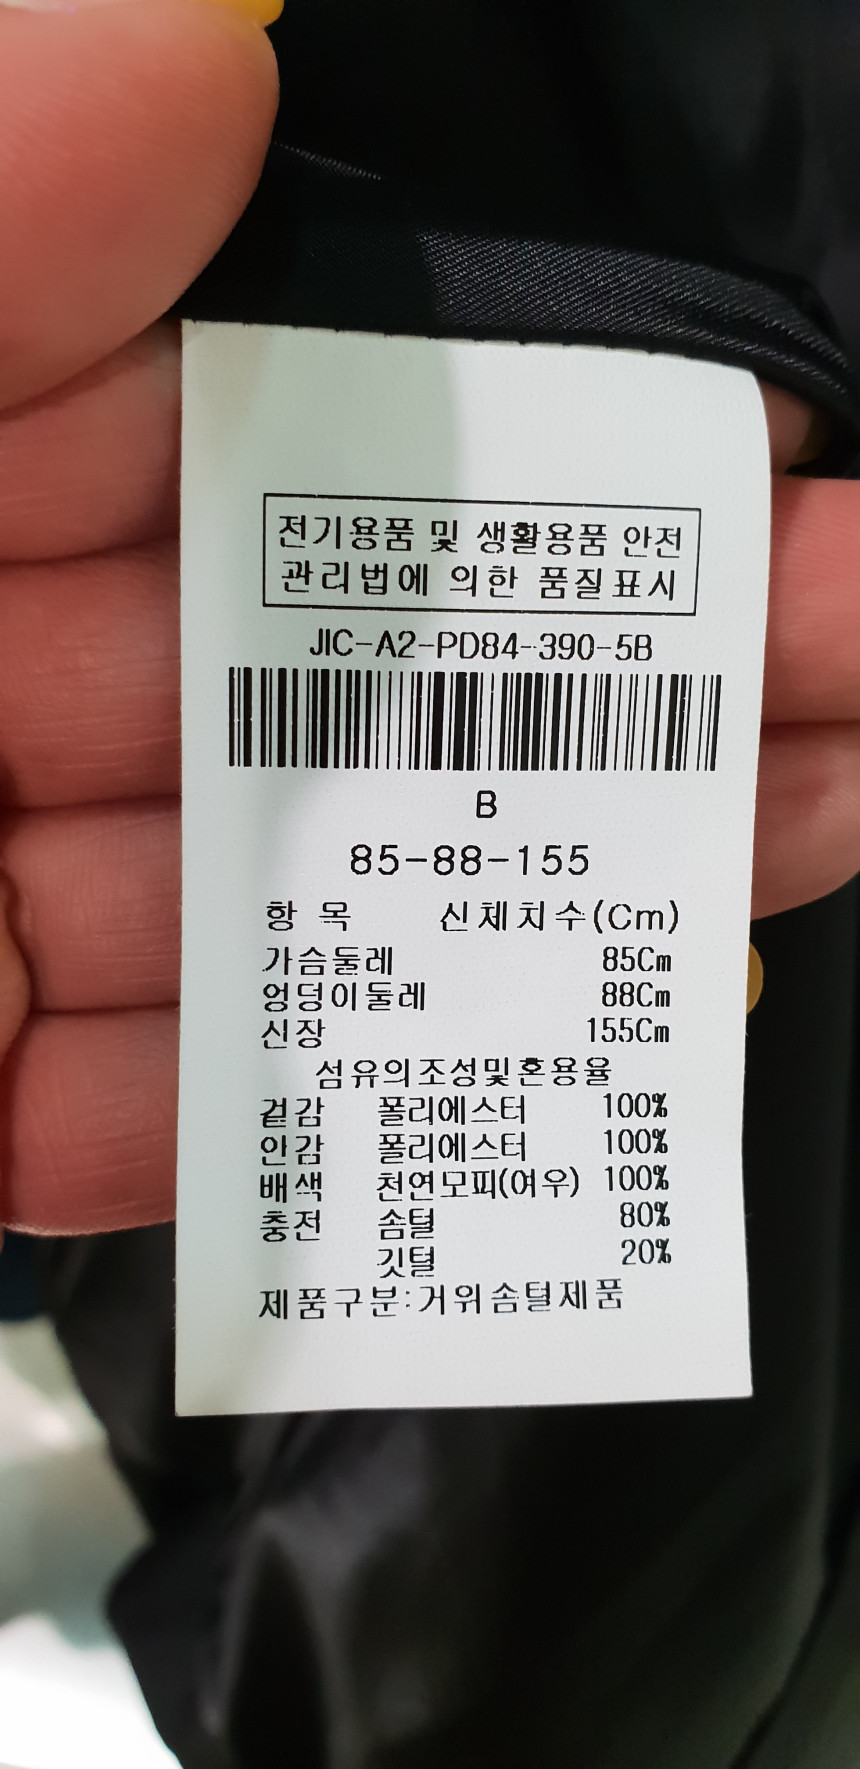 전기용품 및 생활용품 안전
관리법에 의한 품질표시
JIC-A2-PD84-390-5B
B
85-88-155
항 목 신체치수(Cm)
가슴둘레 85Cm
엉덩이둘레 88Cm
신장 155Cm
섬유의조성및혼용율
겉감 폴리에스터 100%
안감 폴리에스터 100%
배색 천연모피(여우) 100%
충전 솜털 80%
깃털 20%
제품구분:거위솜털제품